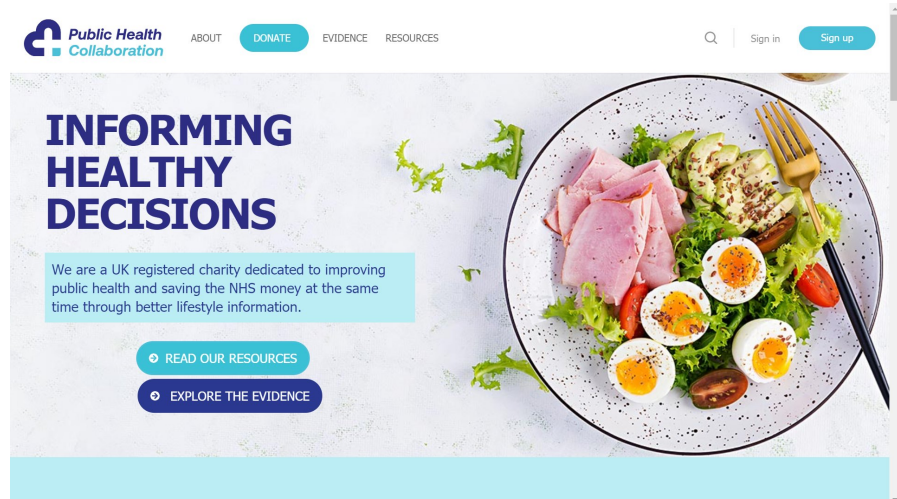 Public Health
Collaboration
ABOUT
DONATE
EVIDENCE
RESOURCES
Sign in
Sign up
INFORMING
HEALTHY
DECISIONS
We are a UK registered charity dedicated to improving
public health and saving the NHS money at the same
time through better lifestyle information.
READ OUR RESOURCES
EXPLORE THE EVIDENCE